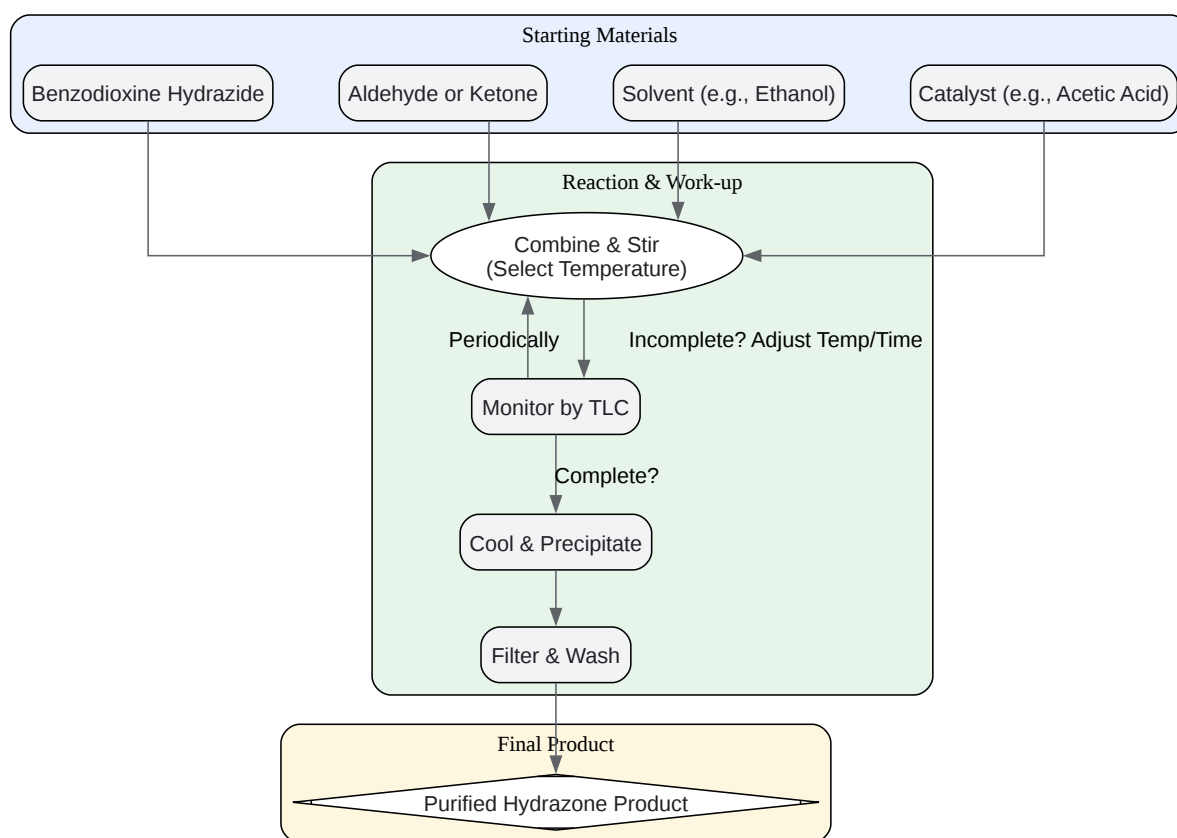 Starting Materials
Benzodioxine Hydrazide
Aldehyde or Ketone
Solvent (e.g., Ethanol)
Catalyst (e.g., Acetic Acid)
Reaction & Work-up
Combine & Stir
(Select Temperature)
Periodically
Incomplete? Adjust Temp/Time
Monitor by TLC
Complete?
Cool & Precipitate
Filter & Wash
Final Product
Purified Hydrazone Product